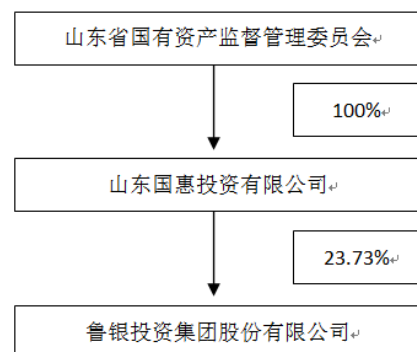 山东省国有资产监督管理委员会
100%
山东国惠投资有限公司
23.73%
鲁银投资集团股份有限公司